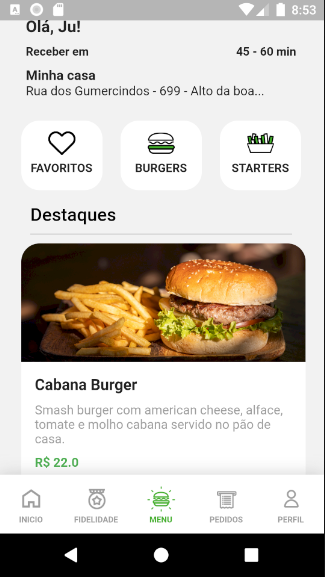 8:53
Olá, Ju!
Receber em 45 - 60 min
Minha casa
Rua dos Gumercindos - 699 - Alto da boa...
FAVORITOS BURGERS STARTERS
Destaques
Cabana Burger
Smash burger com american cheese, alface,
tomate e molho cabana servido no pão de
casa.
R$ 22.0
INICIO FIDELIDADE MENU PEDIDOS PERFIL